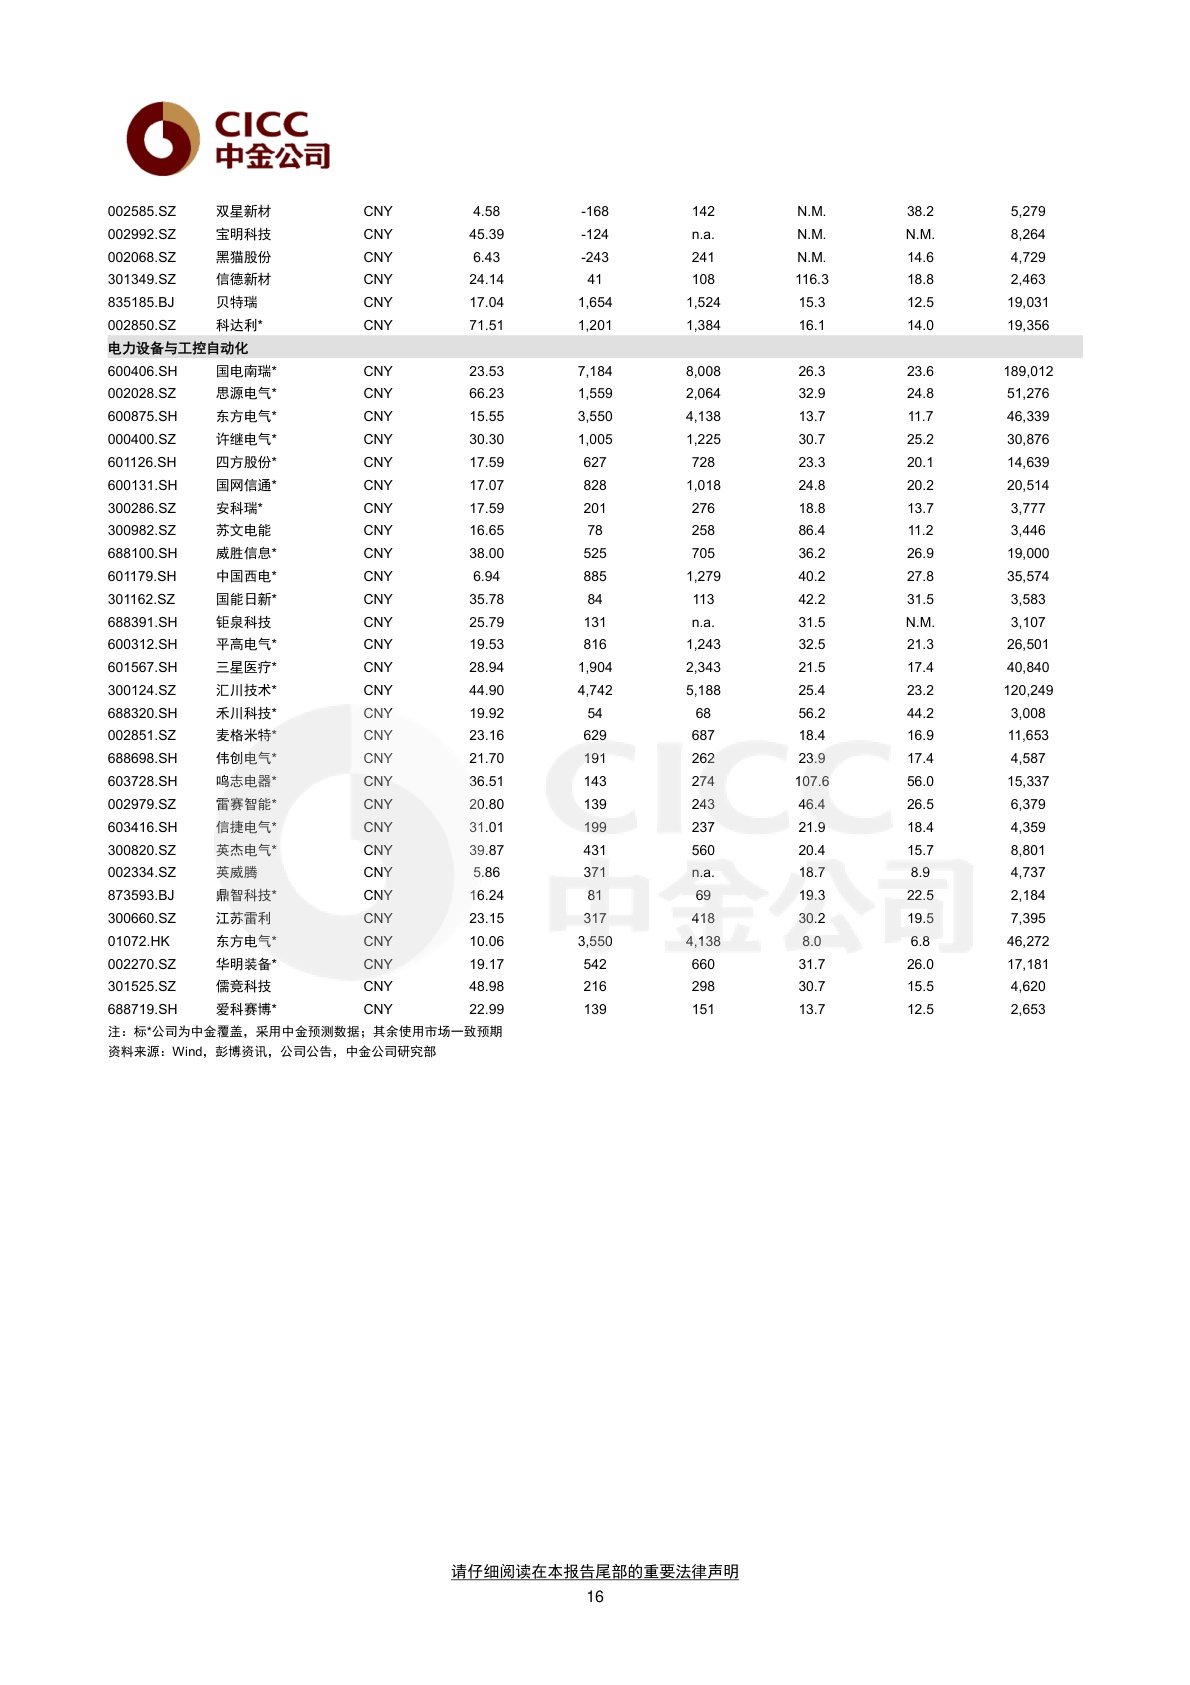 CICC
中金公司
002585.SZ 双星新材 CNY 4.58 -168 142 N.M. 38.2 5,279
002992.SZ 宝明科技 CNY 45.39 -124 n.a. N.M. N.M. 8,264
002068.SZ 黑猫股份 CNY 6.43 -243 241 N.M. 14.6 4,729
301349.SZ 信德新材 CNY 24.14 41 108 116.3 18.8 2,463
835185.BJ 贝特瑞 CNY 17.04 1,654 1,524 15.3 12.5 19,031
002850.SZ 科达利* CNY 71.51 1,201 1,384 16.1 14.0 19,356
电力设备与工控自动化
600406.SH 国电南瑞* CNY 23.53 7,184 8,008 26.3 23.6 189,012
002028.SZ 思源电气* CNY 66.23 1,559 2,064 32.9 24.8 51,276
600875.SH 东方电气* CNY 15.55 3,550 4,138 13.7 11.7 46,339
000400.SZ 许继电气* CNY 30.30 1,005 1,225 30.7 25.2 30,876
601126.SH 四方股份* CNY 17.59 627 728 23.3 20.1 14,639
600131.SH 国网信通* CNY 17.07 828 1,018 24.8 20.2 20,514
300286.SZ 安科瑞* CNY 17.59 201 276 18.8 13.7 3,777
300982.SZ 苏文电能 CNY 16.65 78 258 86.4 11.2 3,446
688100.SH 威胜信息* CNY 38.00 525 705 36.2 26.9 19,000
601179.SH 中国西电* CNY 6.94 885 1,279 40.2 27.8 35,574
301162.SZ 国能日新* CNY 35.78 84 113 42.2 31.5 3,583
688391.SH 钜泉科技 CNY 25.79 131 n.a. 31.5 N.M. 3,107
600312.SH 平高电气* CNY 19.53 816 1,243 32.5 21.3 26,501
601567.SH 三星医疗* CNY 28.94 1,904 2,343 21.5 17.4 40,840
300124.SZ 汇川技术* CNY 44.90 4,742 5,188 25.4 23.2 120,249
688320.SH 禾川科技* CNY 19.92 54 68 56.2 44.2 3,008
002851.SZ 麦格米特* CNY 23.16 629 687 18.4 16.9 11,653
688698.SH 伟创电气* CNY 21.70 191 262 23.9 17.4 4,587
603728.SH 鸣志电器* CNY 36.51 143 274 107.6 56.0 15,337
002979.SZ 雷赛智能* CNY 20.80 139 243 46.4 26.5 6,379
603416.SH 信捷电气* CNY 31.01 199 237 21.9 18.4 4,359
300820.SZ 英杰电气* CNY 39.87 431 560 20.4 15.7 8,801
002334.SZ 英威腾 CNY 5.86 371 n.a. 18.7 8.9 4,737
873593.BJ 鼎智科技* CNY 16.24 81 69 19.3 22.5 2,184
300660.SZ 江苏雷利 CNY 23.15 317 418 30.2 19.5 7,395
01072.HK 东方电气* CNY 10.06 3,550 4,138 8.0 6.8 46,272
002270.SZ 华明装备* CNY 19.17 542 660 31.7 26.0 17,181
301525.SZ 儒竞科技 CNY 48.98 216 298 30.7 15.5 4,620
688719.SH 爱科赛博* CNY 22.99 139 151 13.7 12.5 2,653
注：标*公司为中金覆盖，采用中金预测数据；其余使用市场一致预期
资料来源：Wind，彭博资讯，公司公告，中金公司研究部
CICC
中金公司
请仔细阅读在本报告尾部的重要法律声明
16